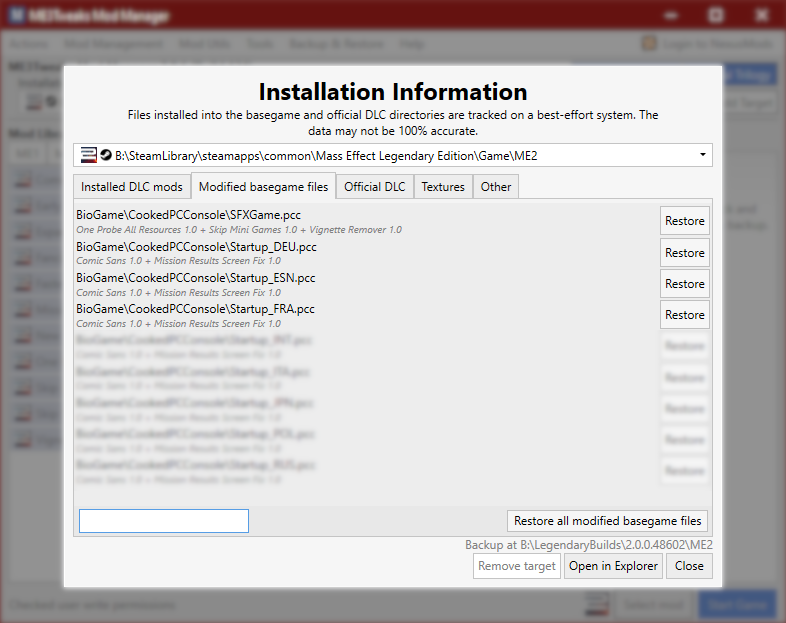 ME3Tweaks Mod Manager
Installation Information
Files installed into the basegame and official DLC directories are tracked on a best-effort system. The
data may not be 100% accurate.
B:\SteamLibrary\steamapps\common\Mass Effect Legendary Edition\Game\ME2
Installed DLC mods Modified basegame files Official DLC Textures Other
BioGame\CookedPCConsole\SFXGame.pcc
One Probe All Resources 1.0 + Skip Mini Games 1.0 + Vignette Remover 1.0
Restore
BioGame\CookedPCConsole\Startup_DEU.pcc
Comic Sans 1.0 + Mission Results Screen Fix 1.0
Restore
BioGame\CookedPCConsole\Startup_ESN.pcc
Comic Sans 1.0 + Mission Results Screen Fix 1.0
Restore
BioGame\CookedPCConsole\Startup_FRA.pcc
Comic Sans 1.0 + Mission Results Screen Fix 1.0
Restore
BioGame\CookedPCConsole\Startup_INT.pcc
Comic Sans 1.0 + Mission Results Screen Fix 1.0
Restore
BioGame\CookedPCConsole\Startup_ITA.pcc
Comic Sans 1.0 + Mission Results Screen Fix 1.0
Restore
BioGame\CookedPCConsole\Startup_JPN.pcc
Comic Sans 1.0 + Mission Results Screen Fix 1.0
Restore
BioGame\CookedPCConsole\Startup_POL.pcc
Comic Sans 1.0 + Mission Results Screen Fix 1.0
Restore
BioGame\CookedPCConsole\Startup_RUS.pcc
Comic Sans 1.0 + Mission Results Screen Fix 1.0
Restore
Restore all modified basegame files
Backup at B:\LegendaryBuilds\2.0.0.48602\ME2
Remove target Open in Explorer Close
Start Game